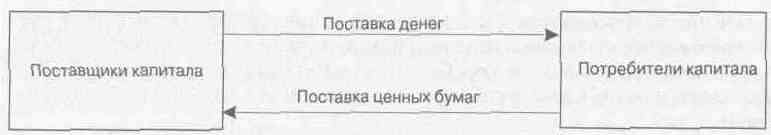 Поставка денег
Поставщики капитала
Потребители капитала
Поставка ценных бумаг